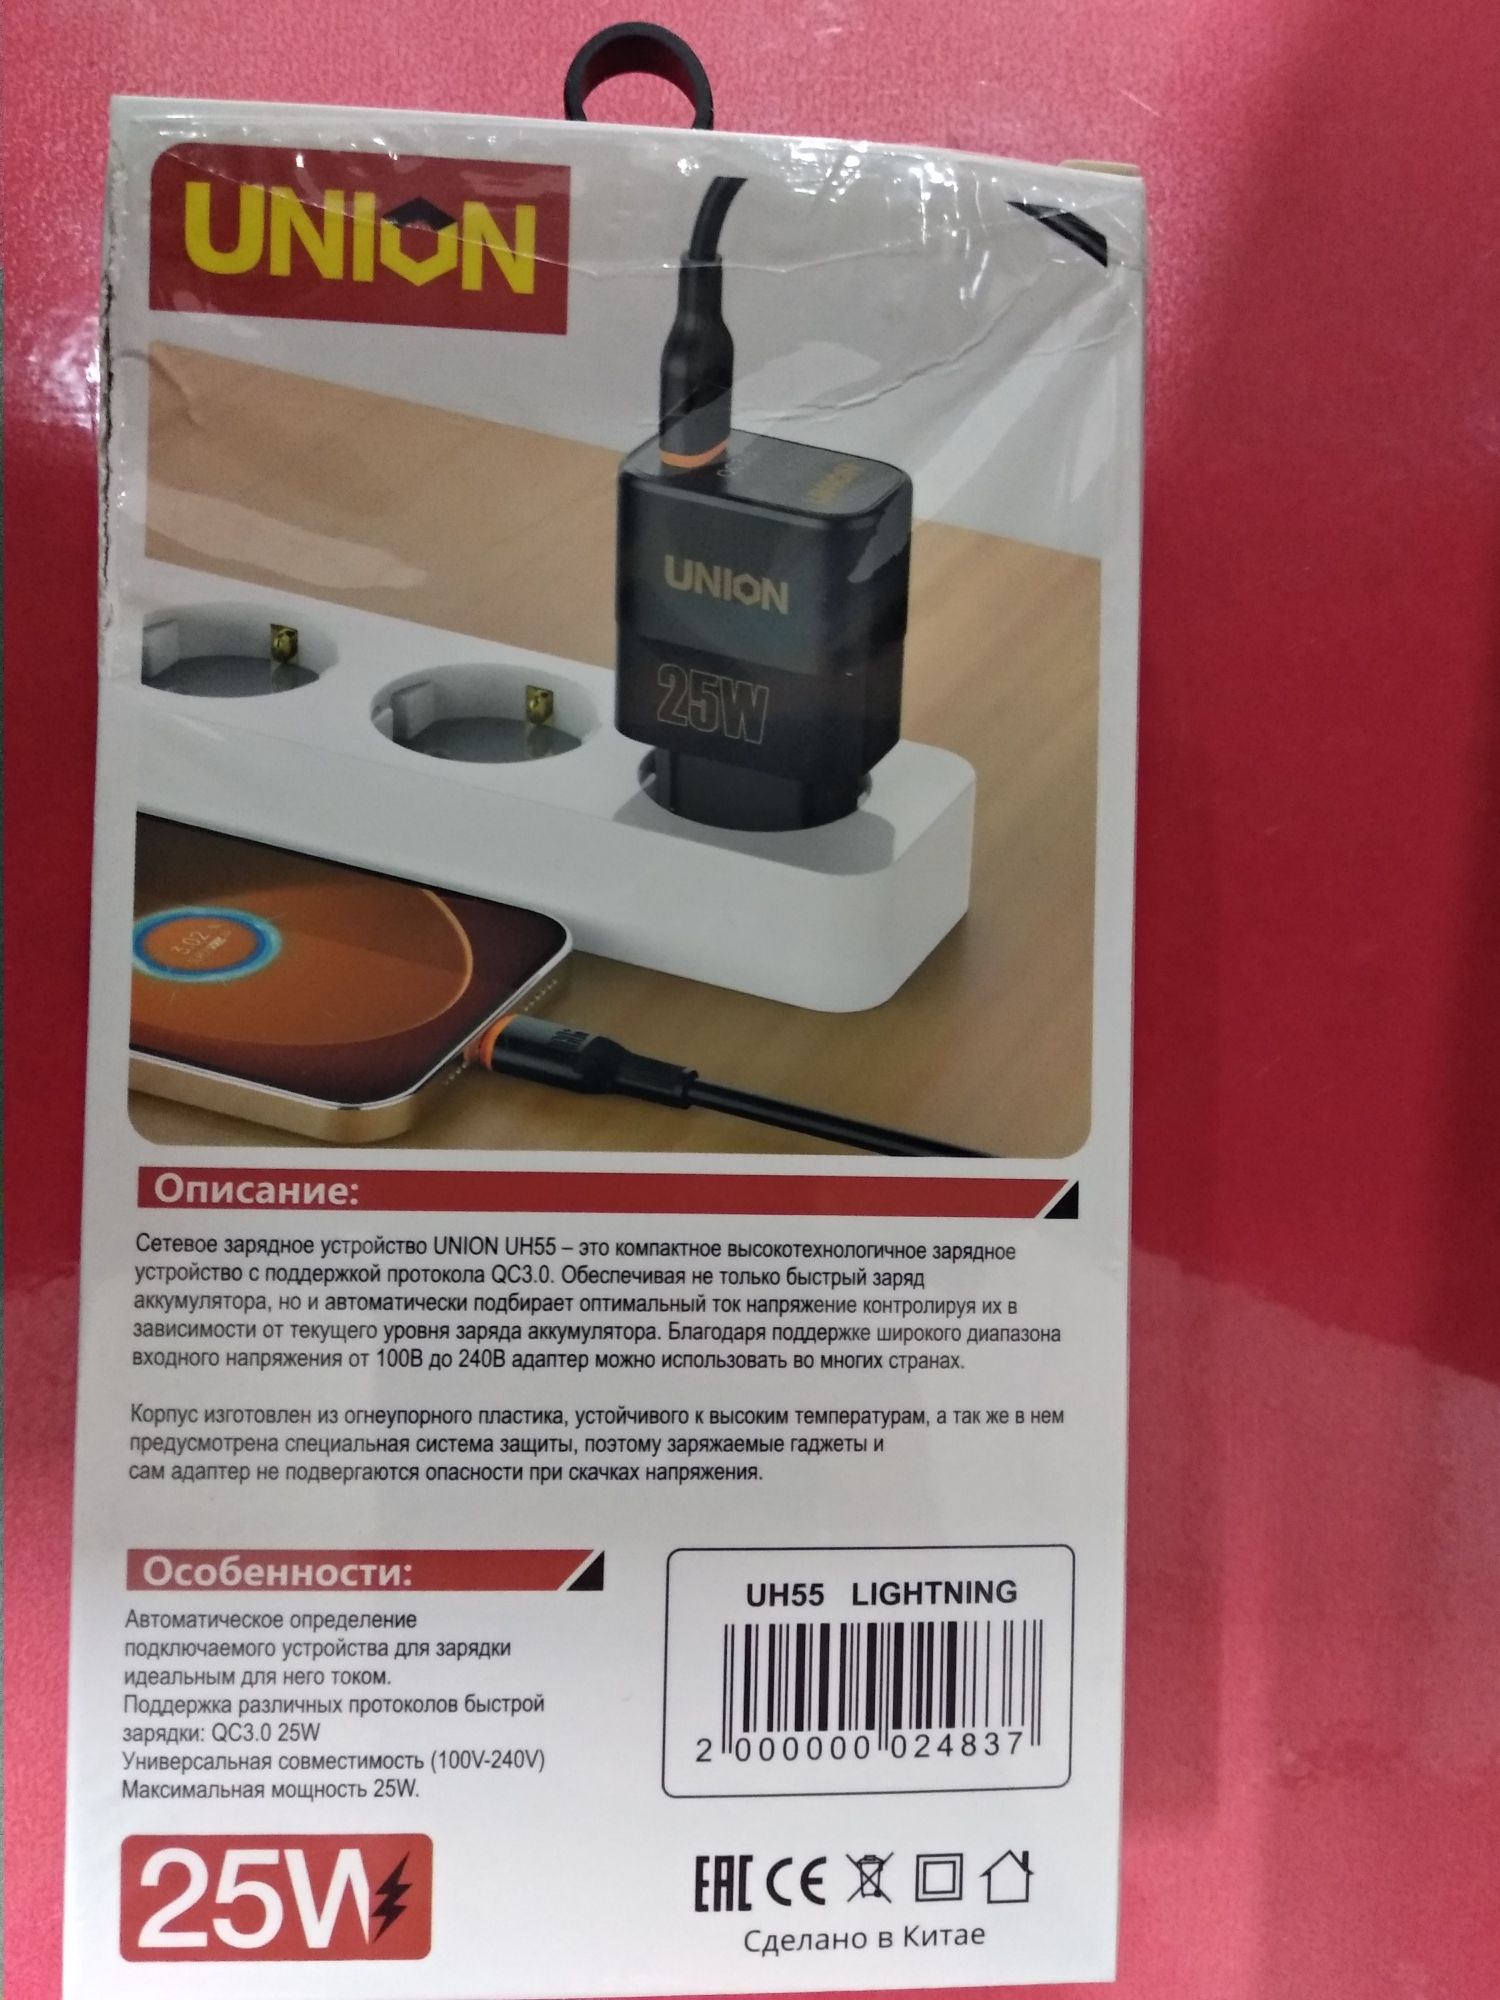 UNION
UNION
25W
3.02
Описание:
Сетевое зарядное устройство UNION UH55 – это компактное высокотехнологичное зарядное
устройство с поддержкой протокола QC3.0. Обеспечивая не только быстрый заряд
аккумулятора, но и автоматически подбирает оптимальный ток напряжение контролируя их в
зависимости от текущего уровня заряда аккумулятора. Благодаря поддержке широкого диапазона
входного напряжения от 100В до 240В адаптер можно использовать во многих странах.
Корпус изготовлен из огнеупорного пластика, устойчивого к высоким температурам, а так же в нем
предусмотрена специальная система защиты, поэтому заряжаемые гаджеты и
сам адаптер не подвергаются опасности при скачках напряжения.
Особенности:
Автоматическое определение
подключаемого устройства для зарядки
идеальным для него током.
Поддержка различных протоколов быстрой
зарядки: QC3.0 25W
Универсальная совместимость (100V-240V)
Максимальная мощность 25W.
UH55 LIGHTNING
2 000000 024837
25W
EAC CE
Сделано в Китае